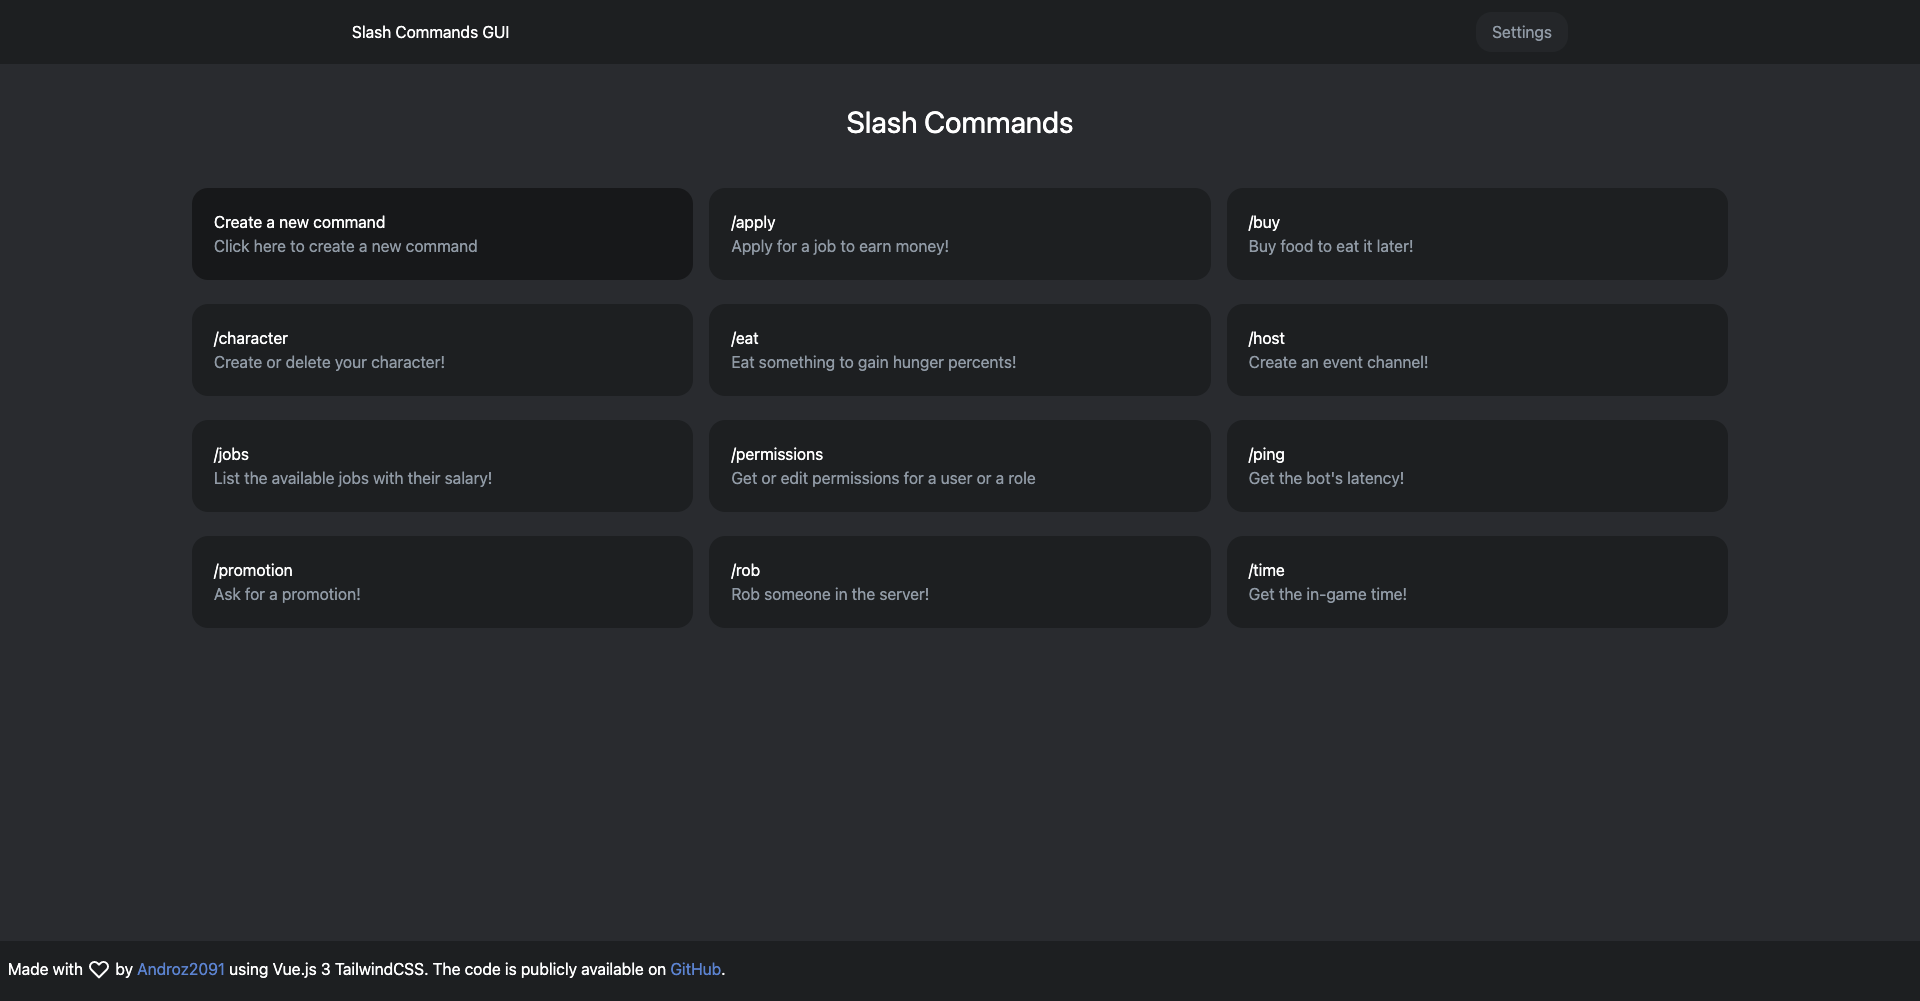 Slash Commands GUI
Settings
Slash Commands
Create a new command
Click here to create a new command
/apply
Apply for a job to earn money!
/buy
Buy food to eat it later!
/character
Create or delete your character!
/eat
Eat something to gain hunger percents!
/host
Create an event channel!
/jobs
List the available jobs with their salary!
/permissions
Get or edit permissions for a user or a role
/ping
Get the bot's latency!
/promotion
Ask for a promotion!
/rob
Rob someone in the server!
/time
Get the in-game time!
Made with ♡ by Androz2091 using Vue.js 3 TailwindCSS. The code is publicly available on GitHub.